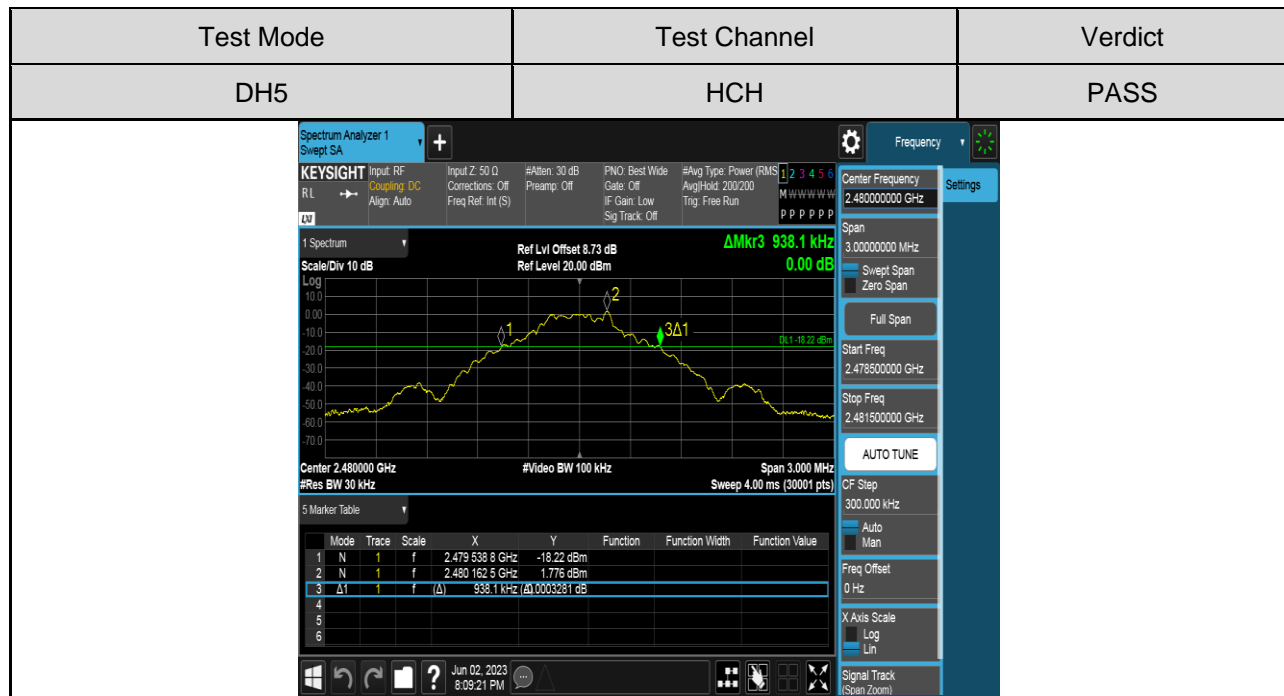 Test Mode Test Channel Verdict
DH5 HCH PASS
Spectrum Analyzer 1
Swept SA
+
Frequency
KEYSIGHT Input: RF Input Z: 50 Ω #Atten: 30 dB PNO: Best Wide #Avg Type: Power (RMS 1 2 3 4 5 6
RL Coupling: DC Corrections: Off Preamp: Off Gate: Off Avg|Hold: 200/200 M W W W W W
Align: Auto Freq Ref: Int (S) IF Gain: Low Trig: Free Run
LXI Sig Track: Off P P P P P P
Center Frequency
2.480000000 GHz
Settings
Span
3.00000000 MHz
Swept Span
Zero Span
Full Span
Start Freq
2.478500000 GHz
Stop Freq
2.481500000 GHz
AUTO TUNE
CF Step
300.000 kHz
Auto
Man
Freq Offset
0 Hz
X Axis Scale
Log
Lin
Signal Track
(Span Zoom)
1 Spectrum Ref Lvl Offset 8.73 dB ΔMkr3 938.1 kHz
Scale/Div 10 dB Ref Level 20.00 dBm 0.00 dB
Log
10.0
0.00
-10.0
-20.0
-30.0
-40.0
-50.0
-60.0
-70.0
1
2
3Δ1
DL1 -18.22 dBm
Center 2.480000 GHz #Video BW 100 kHz Span 3.000 MHz
#Res BW 30 kHz Sweep 4.00 ms (30001 pts)
5 Marker Table
Mode Trace Scale X Y Function Function Width Function Value
1 N 1 f 2.479 538 8 GHz -18.22 dBm
2 N 1 f 2.480 162 5 GHz 1.776 dBm
3 Δ1 1 f (Δ) 938.1 kHz (Δ) 0.0003281 dB
4
5
6
?
Jun 02, 2023
8:09:21 PM